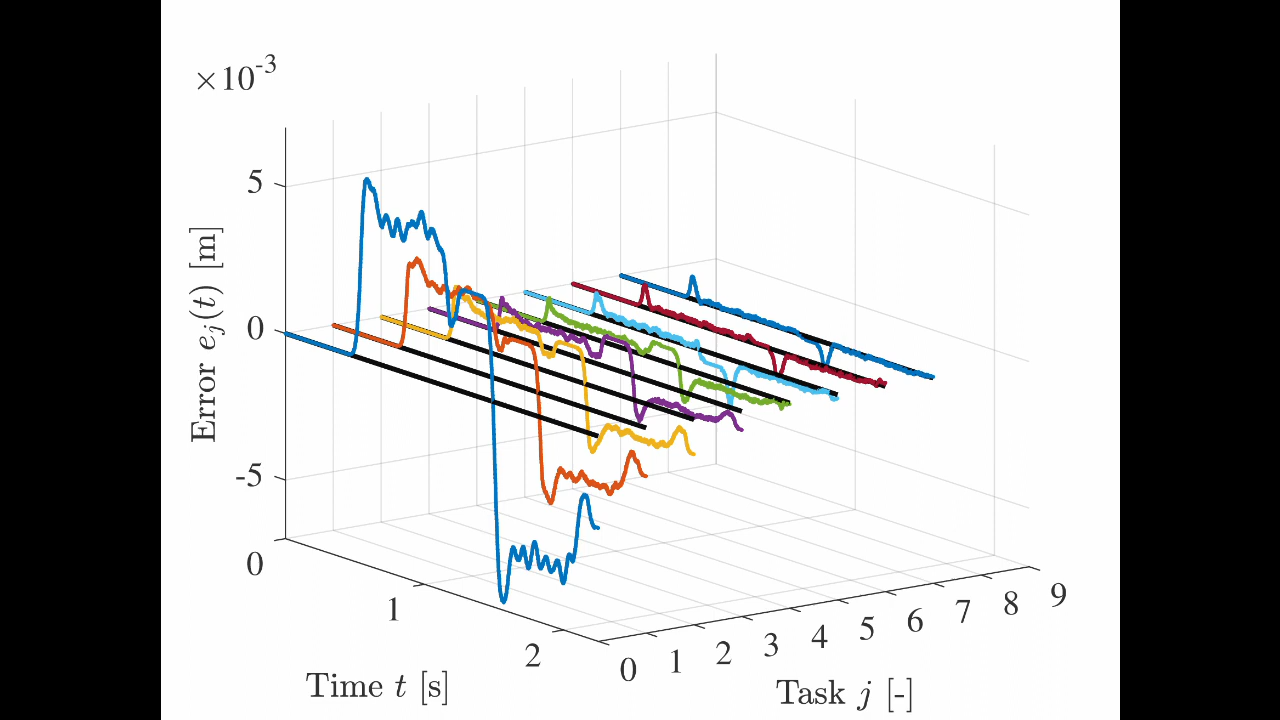 ×10⁻³
5
0
-5
Error eⱼ(t) [m]
0
1
2
Time t [s]
0 1 2 3 4 5 6 7 8 9
Task j [-]